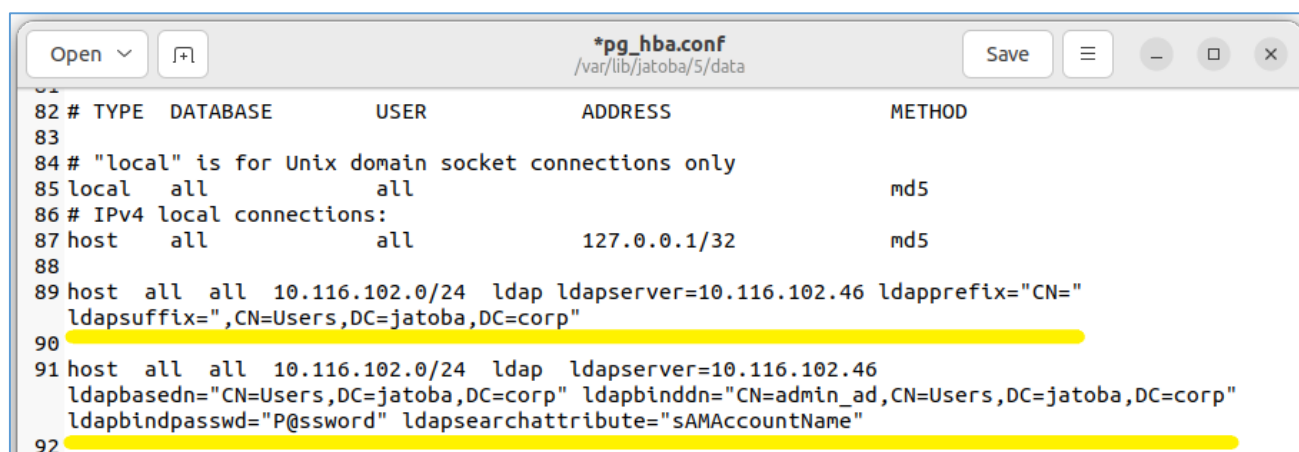 Open
*pg_hba.conf
/var/lib/jatoba/5/data
Save
82 # TYPE  DATABASE        USER            ADDRESS                 METHOD
83
84 # "local" is for Unix domain socket connections only
85 local   all             all                                     md5
86 # IPv4 local connections:
87 host    all             all             127.0.0.1/32            md5
88
89 host  all  all  10.116.102.0/24  ldap ldapserver=10.116.102.46 ldapprefix="CN="
ldapsuffix=",CN=Users,DC=jatoba,DC=corp"
90
91 host  all  all  10.116.102.0/24  ldap  ldapserver=10.116.102.46
ldapbasedn="CN=Users,DC=jatoba,DC=corp" ldapbinddn="CN=admin_ad,CN=Users,DC=jatoba,DC=corp"
ldapbindpasswd="P@ssword" ldapsearchattribute="sAMAccountName"
92